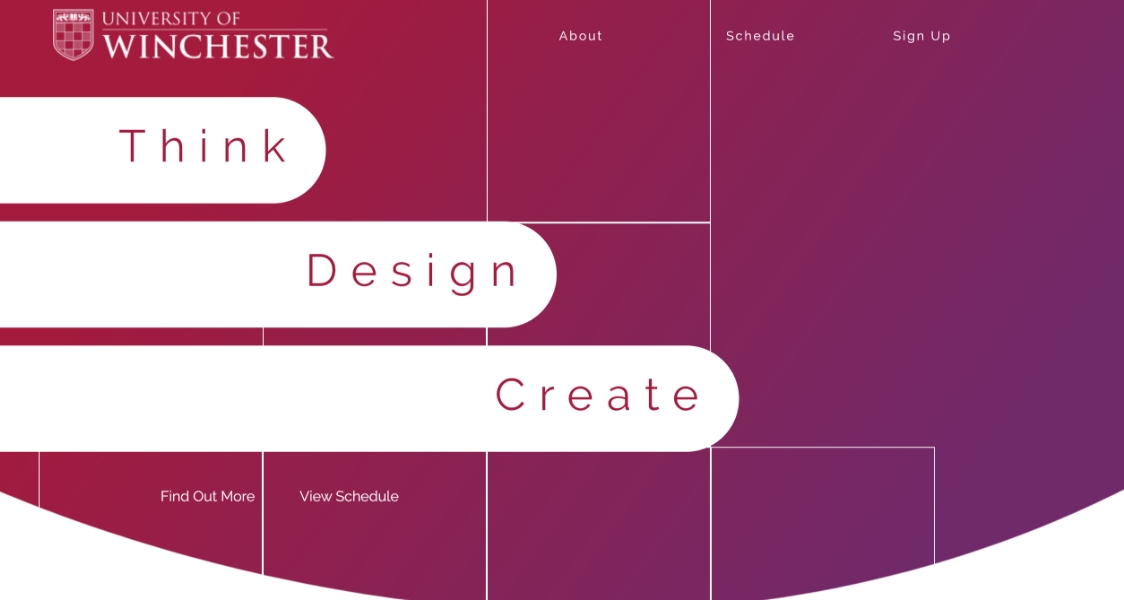 UNIVERSITY OF
WINCHESTER
About
Schedule
Sign Up
Think
Design
Create
Find Out More
View Schedule